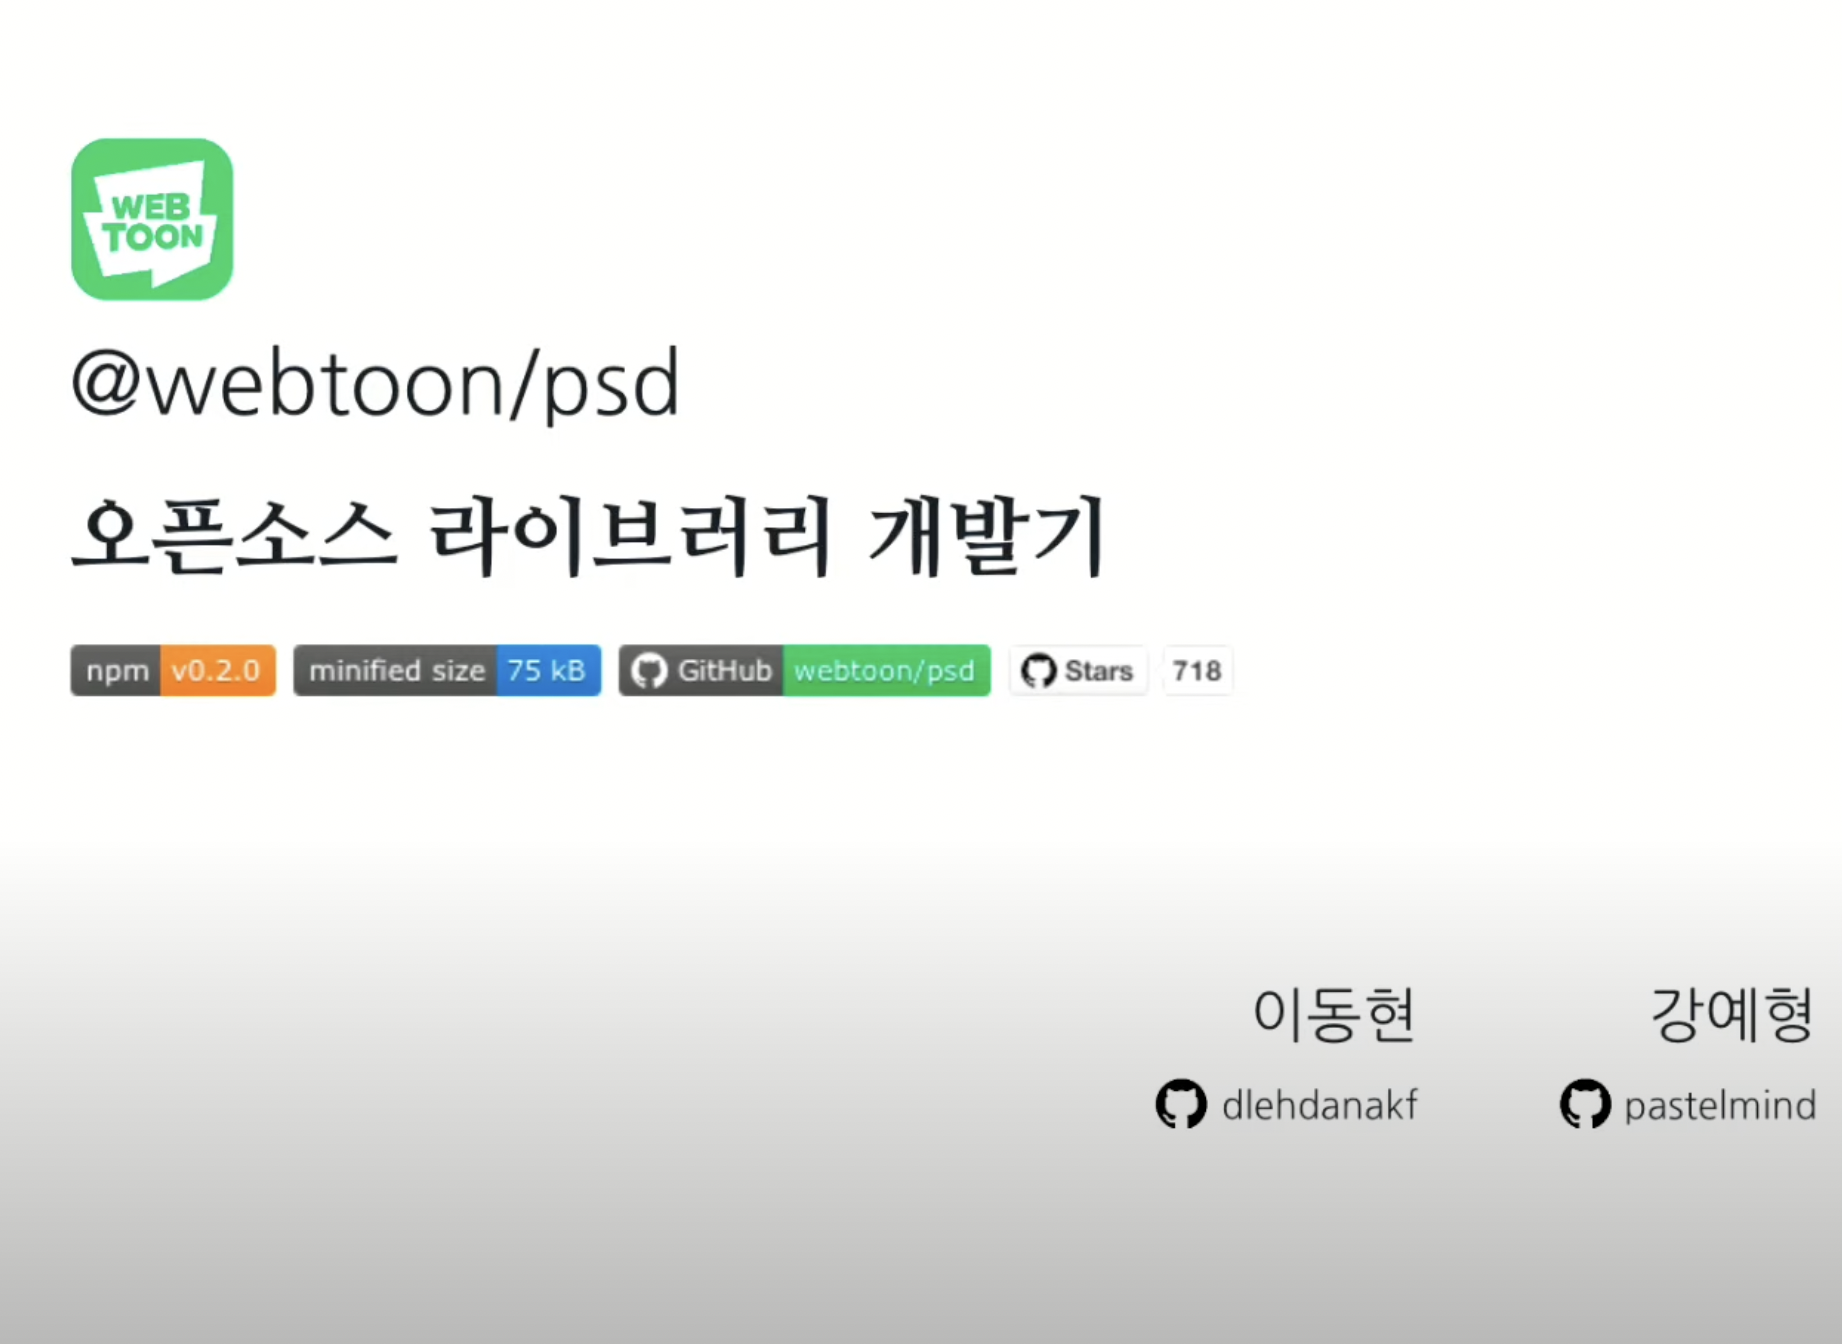 WEB
TOON
@webtoon/psd
오픈소스 라이브러리 개발기
npm v0.2.0 minified size 75 kB GitHub webtoon/psd Stars 718
이동현 강예형
dlehdanakf pastelmind